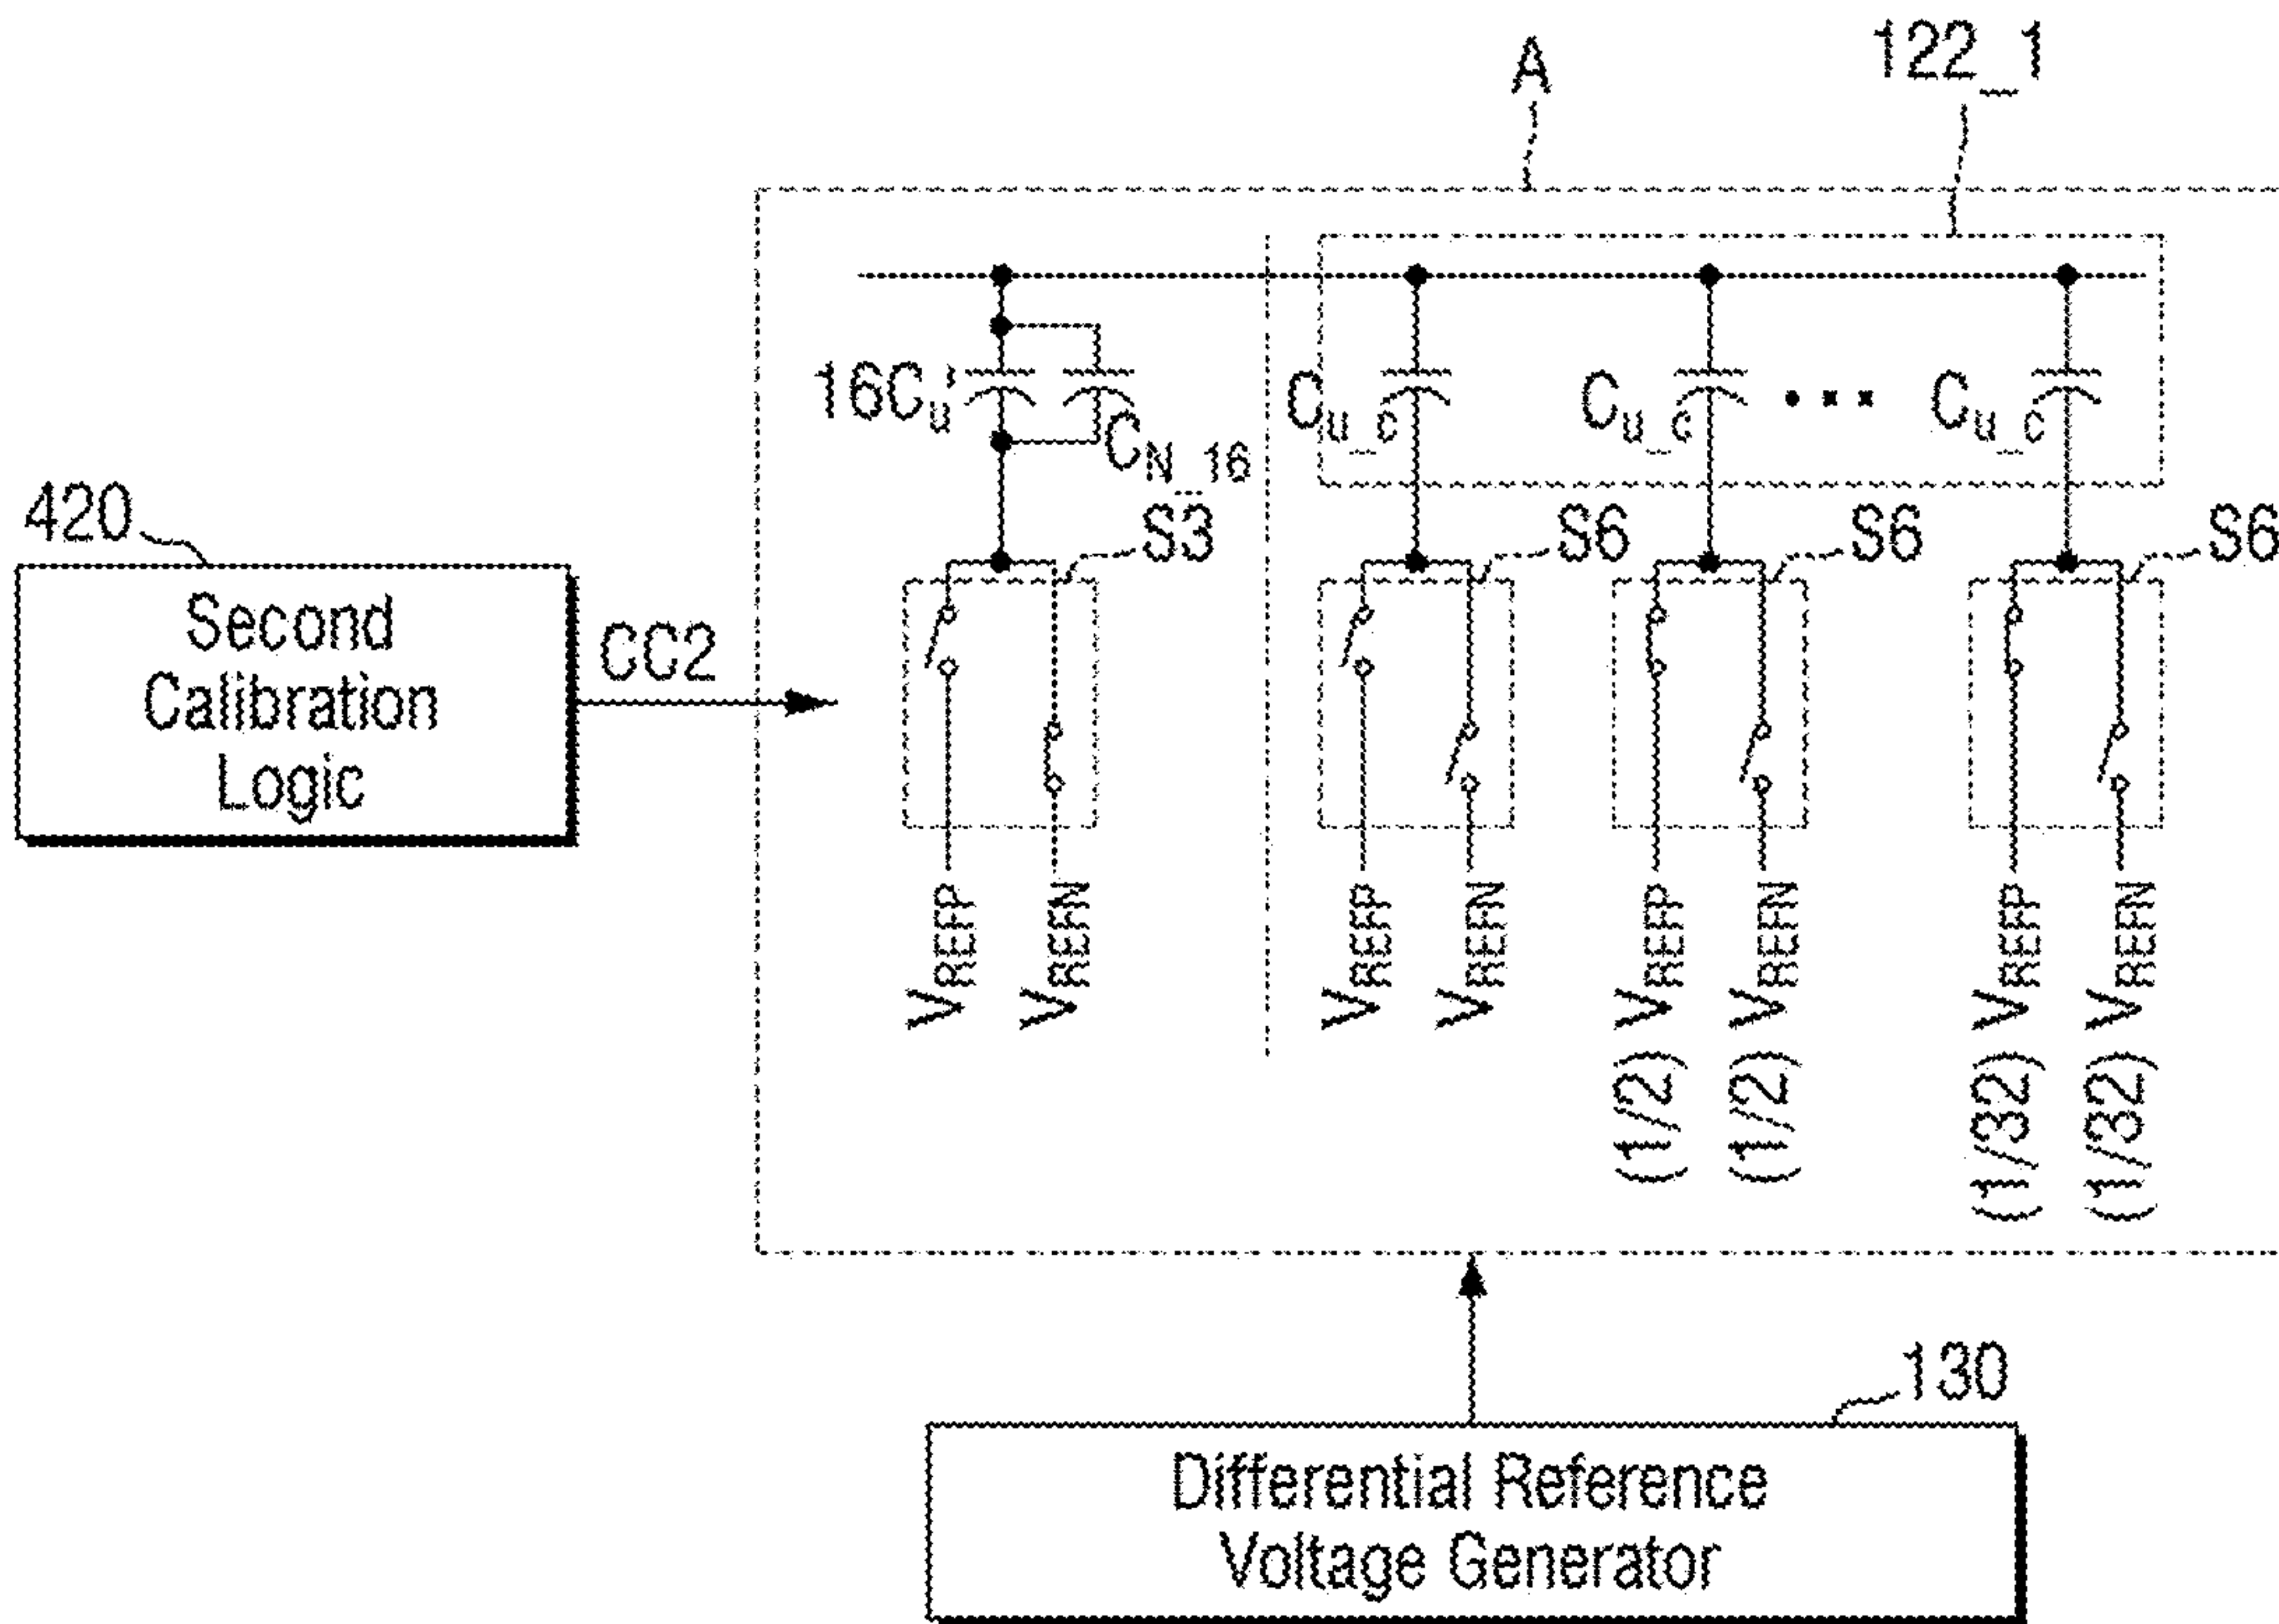 A
122_1
16Cu'
CN_16
Cu_c
Cu_c
• • •
Cu_c
420
Second
Calibration
Logic
CC2
S3
S6
S6
S6
VREFP
VREFN
VREFP
VREFN
(1/2) VREFP
(1/2) VREFN
(1/32) VREFP
(1/32) VREFN
130
Differential Reference
Voltage Generator